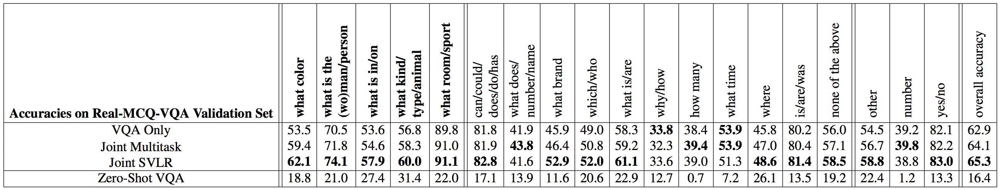 Accuracies on Real-MCQ-VQA Validation Set
what color
what is the
(wo)man/person
what is in/on
what kind/
type/animal
what room/sport
can/could/
does/do/has
what does/
number/name
what brand
which/who
what is/are
why/how
how many
what time
where
is/are/was
none of the above
other
number
yes/no
overall accuracy
VQA Only 53.5 70.5 53.6 56.8 89.8 81.8 41.9 45.9 49.0 58.3 33.8 38.4 53.9 45.8 80.2 56.0 54.5 39.2 82.1 62.9
Joint Multitask 59.4 71.8 54.6 58.3 91.0 81.9 43.8 46.4 50.8 59.2 32.3 39.4 53.9 47.0 80.4 57.1 56.7 39.8 82.2 64.1
Joint SVLR 62.1 74.1 57.9 60.0 91.1 82.8 41.6 52.9 52.0 61.1 33.6 39.0 51.3 48.6 81.4 58.5 58.8 38.8 83.0 65.3
Zero-Shot VQA 18.8 21.0 27.4 31.4 22.0 17.1 13.9 11.6 20.6 22.9 12.7 0.7 7.2 26.1 13.5 19.2 22.4 1.2 13.3 16.4